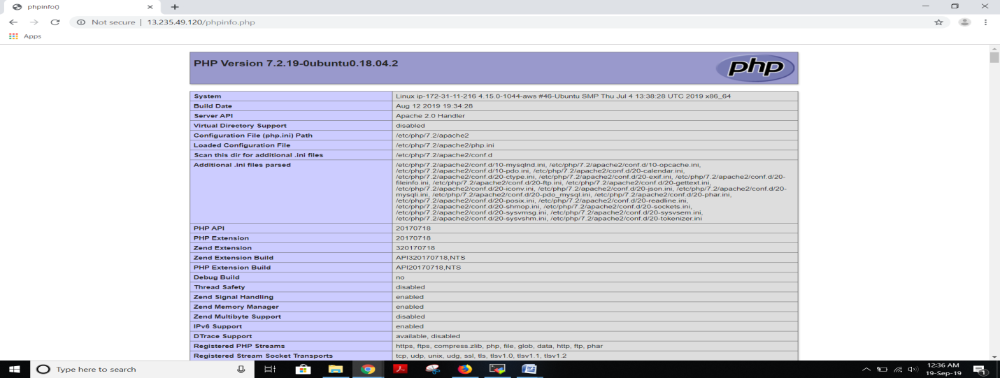 phpinfo()
Not secure | 13.235.49.120/phpinfo.php
Apps
PHP Version 7.2.19-0ubuntu0.18.04.2
php
System Linux ip-172-31-11-216 4.15.0-1044-aws #46-Ubuntu SMP Thu Jul 4 13:38:28 UTC 2019 x86_64
Build Date Aug 12 2019 19:34:28
Server API Apache 2.0 Handler
Virtual Directory Support disabled
Configuration File (php.ini) Path /etc/php/7.2/apache2
Loaded Configuration File /etc/php/7.2/apache2/php.ini
Scan this dir for additional .ini files /etc/php/7.2/apache2/conf.d
Additional .ini files parsed /etc/php/7.2/apache2/conf.d/10-mysqlnd.ini, /etc/php/7.2/apache2/conf.d/10-opcache.ini,
/etc/php/7.2/apache2/conf.d/10-pdo.ini, /etc/php/7.2/apache2/conf.d/20-calendar.ini,
/etc/php/7.2/apache2/conf.d/20-ctype.ini, /etc/php/7.2/apache2/conf.d/20-exif.ini, /etc/php/7.2/apache2/conf.d/20-
fileinfo.ini, /etc/php/7.2/apache2/conf.d/20-ftp.ini, /etc/php/7.2/apache2/conf.d/20-gettext.ini,
/etc/php/7.2/apache2/conf.d/20-iconv.ini, /etc/php/7.2/apache2/conf.d/20-json.ini, /etc/php/7.2/apache2/conf.d/20-
mysqli.ini, /etc/php/7.2/apache2/conf.d/20-pdo_mysql.ini, /etc/php/7.2/apache2/conf.d/20-phar.ini,
/etc/php/7.2/apache2/conf.d/20-posix.ini, /etc/php/7.2/apache2/conf.d/20-readline.ini,
/etc/php/7.2/apache2/conf.d/20-shmop.ini, /etc/php/7.2/apache2/conf.d/20-sockets.ini,
/etc/php/7.2/apache2/conf.d/20-sysvmsg.ini, /etc/php/7.2/apache2/conf.d/20-sysvsem.ini,
/etc/php/7.2/apache2/conf.d/20-sysvshm.ini, /etc/php/7.2/apache2/conf.d/20-tokenizer.ini
PHP API 20170718
PHP Extension 20170718
Zend Extension 320170718
Zend Extension Build API320170718,NTS
PHP Extension Build API20170718,NTS
Debug Build no
Thread Safety disabled
Zend Signal Handling enabled
Zend Memory Manager enabled
Zend Multibyte Support disabled
IPv6 Support enabled
DTrace Support available, disabled
Registered PHP Streams https, ftps, compress.zlib, php, file, glob, data, http, ftp, phar
Registered Stream Socket Transports tcp, udp, unix, udg, ssl, tls, tlsv1.0, tlsv1.1, tlsv1.2
Type here to search
12:36 AM
19-Sep-19
1